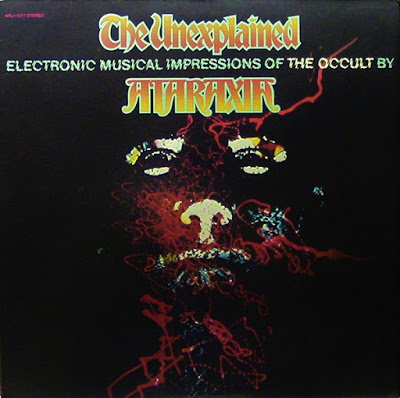 The Unexplained
ELECTRONIC MUSICAL IMPRESSIONS OF THE OCCULT BY
ATARAXIA